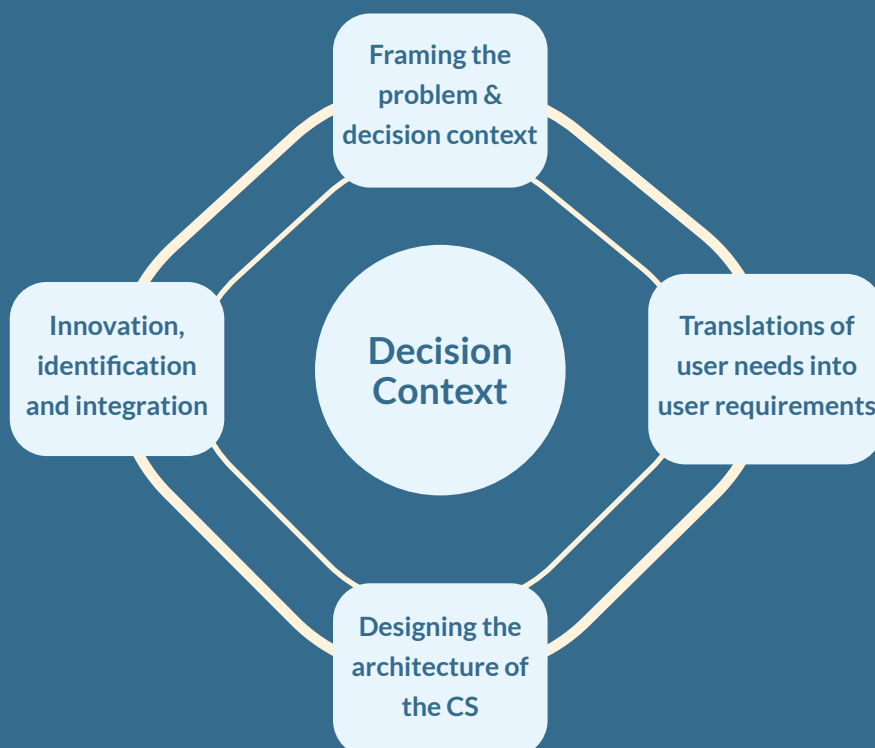 Framing the
problem &
decision context
Innovation,
identification
and integration
Decision
Context
Translations of
user needs into
user requirements
Designing the
architecture of
the CS